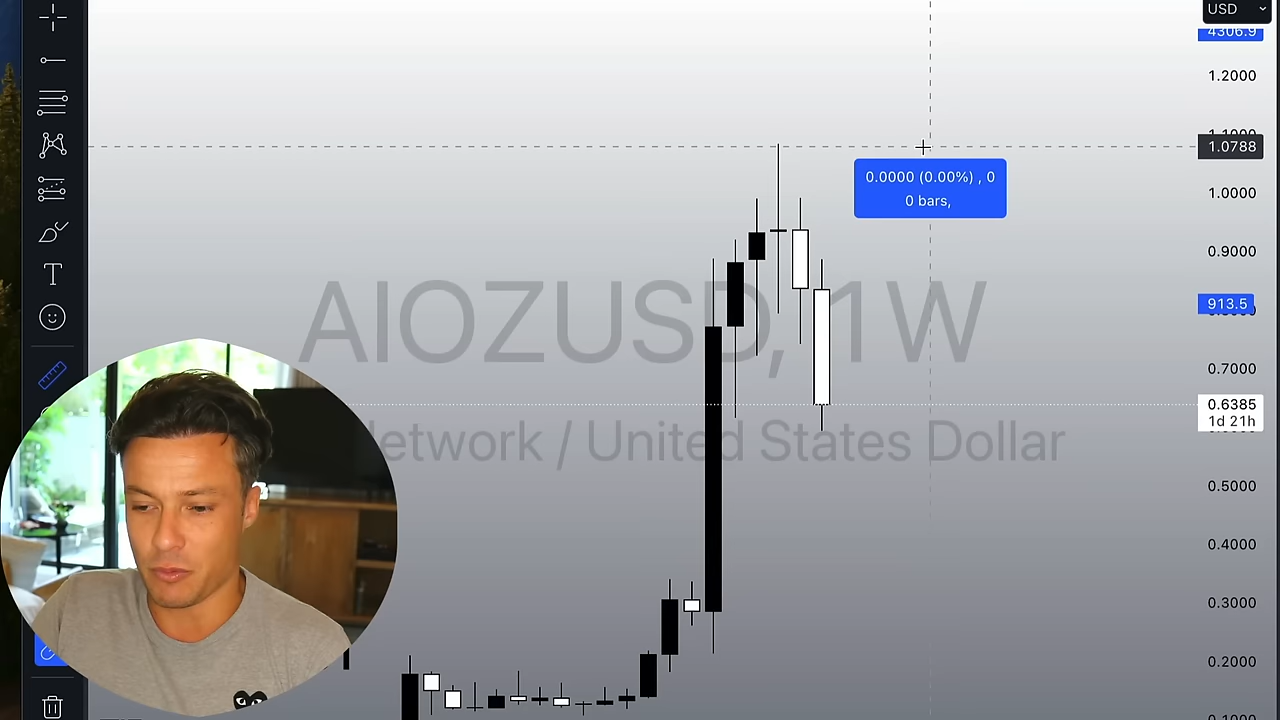 USD
4306.9
1.2000
1.0788
0.0000 (0.00%) , 0
0 bars,
1.0000
0.9000
AIOZUSD, 1W
913.5
0.7000
0.6385
1d 21h
etwork / United States Dollar
0.5000
0.4000
0.3000
0.2000